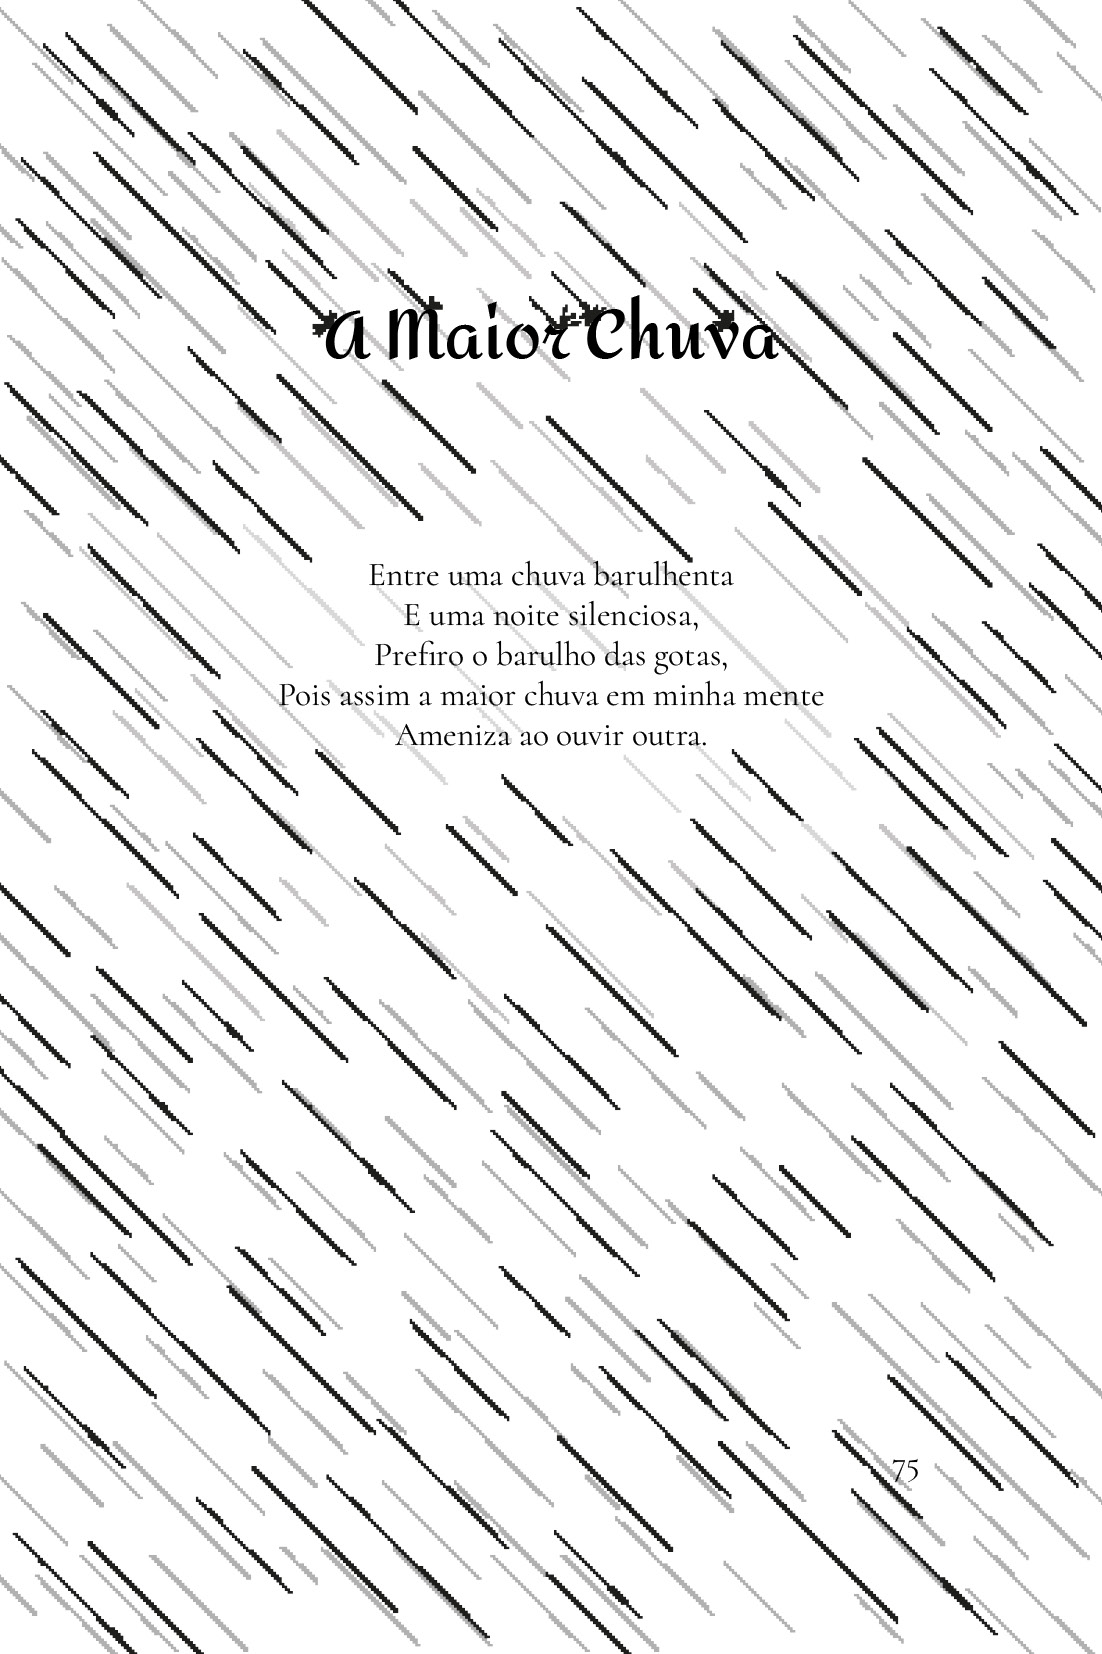 A Maior Chuva
Entre uma chuva barulhenta
E uma noite silenciosa,
Prefiro o barulho das gotas,
Pois assim a maior chuva em minha mente
Ameniza ao ouvir outra.
75